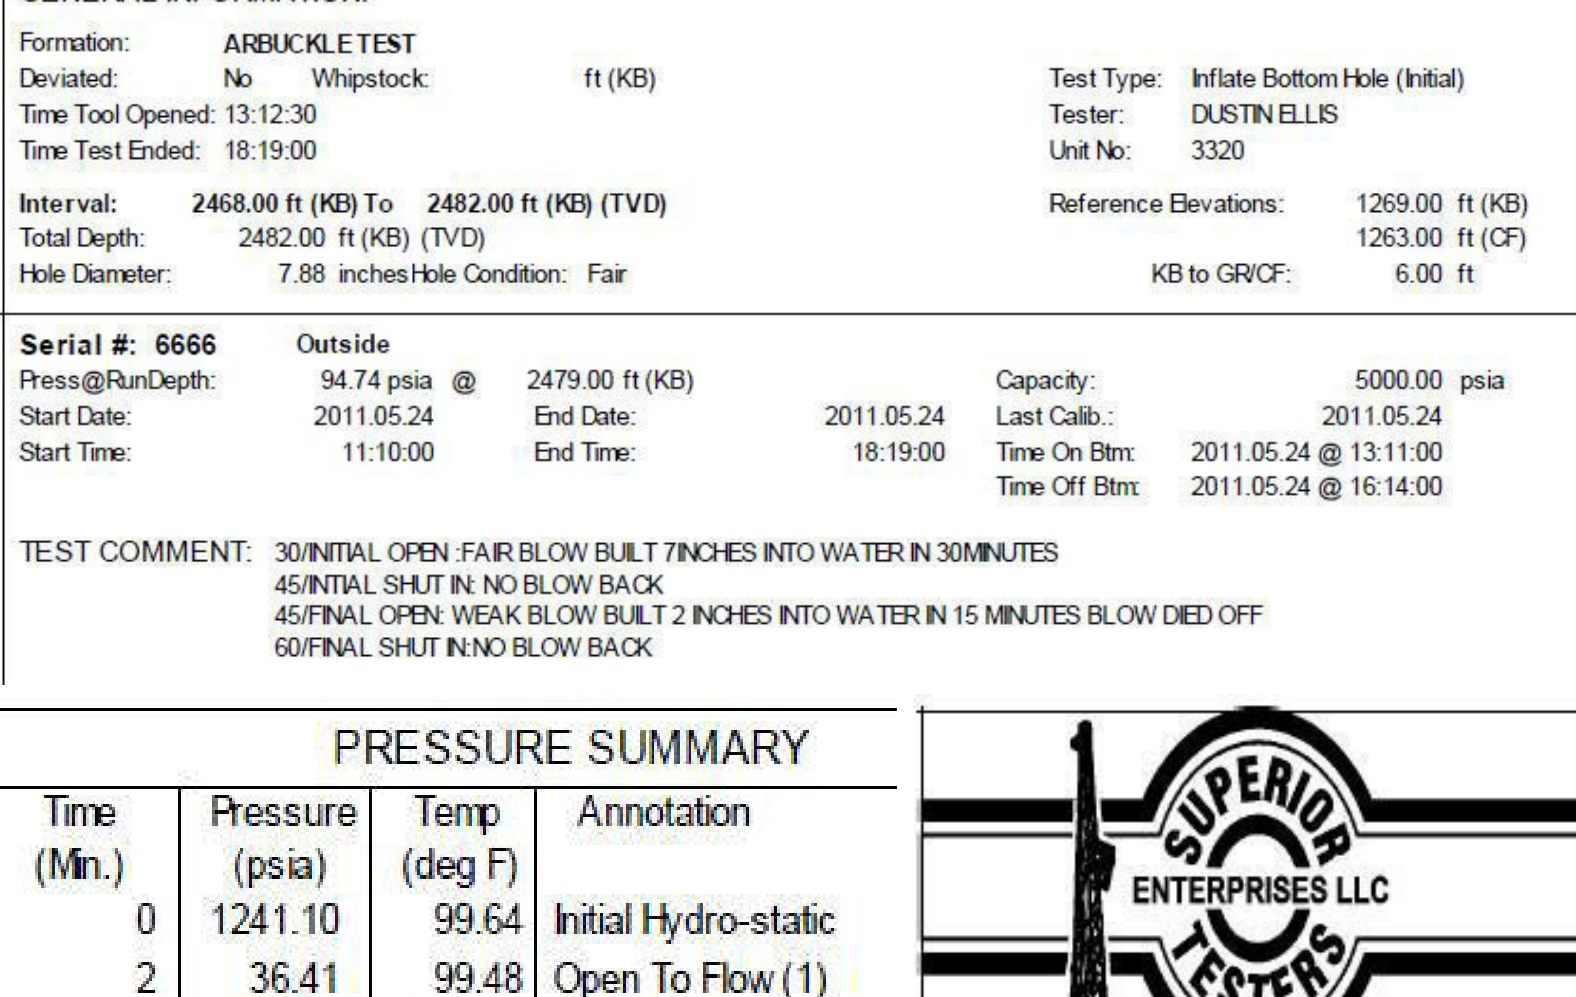 GENERAL INFORMATION:
Formation: ARBUCKLE TEST
Deviated: No Whipstock: ft (KB)
Time Tool Opened: 13:12:30
Time Test Ended: 18:19:00
Test Type: Inflate Bottom Hole (Initial)
Tester: DUSTIN ELLIS
Unit No: 3320
Interval: 2468.00 ft (KB) To 2482.00 ft (KB) (TVD)
Total Depth: 2482.00 ft (KB) (TVD)
Hole Diameter: 7.88 inches Hole Condition: Fair
Reference Elevations: 1269.00 ft (KB)
1263.00 ft (CF)
KB to GR/CF: 6.00 ft
Serial #: 6666 Outside
Press@RunDepth: 94.74 psia @ 2479.00 ft (KB) Capacity: 5000.00 psia
Start Date: 2011.05.24 End Date: 2011.05.24 Last Calib.: 2011.05.24
Start Time: 11:10:00 End Time: 18:19:00 Time On Btm: 2011.05.24 @ 13:11:00
Time Off Btm: 2011.05.24 @ 16:14:00
TEST COMMENT: 30/INITIAL OPEN :FAIR BLOW BUILT 7INCHES INTO WATER IN 30MINUTES
45/INTIAL SHUT IN: NO BLOW BACK
45/FINAL OPEN: WEAK BLOW BUILT 2 INCHES INTO WATER IN 15 MINUTES BLOW DIED OFF
60/FINAL SHUT IN:NO BLOW BACK
PRESSURE SUMMARY
Time Pressure Temp Annotation
(Min.) (psia) (deg F)
0 1241.10 99.64 Initial Hydro-static
2 36.41 99.48 Open To Flow (1)
SUPERIOR
ENTERPRISES LLC
TESTERS